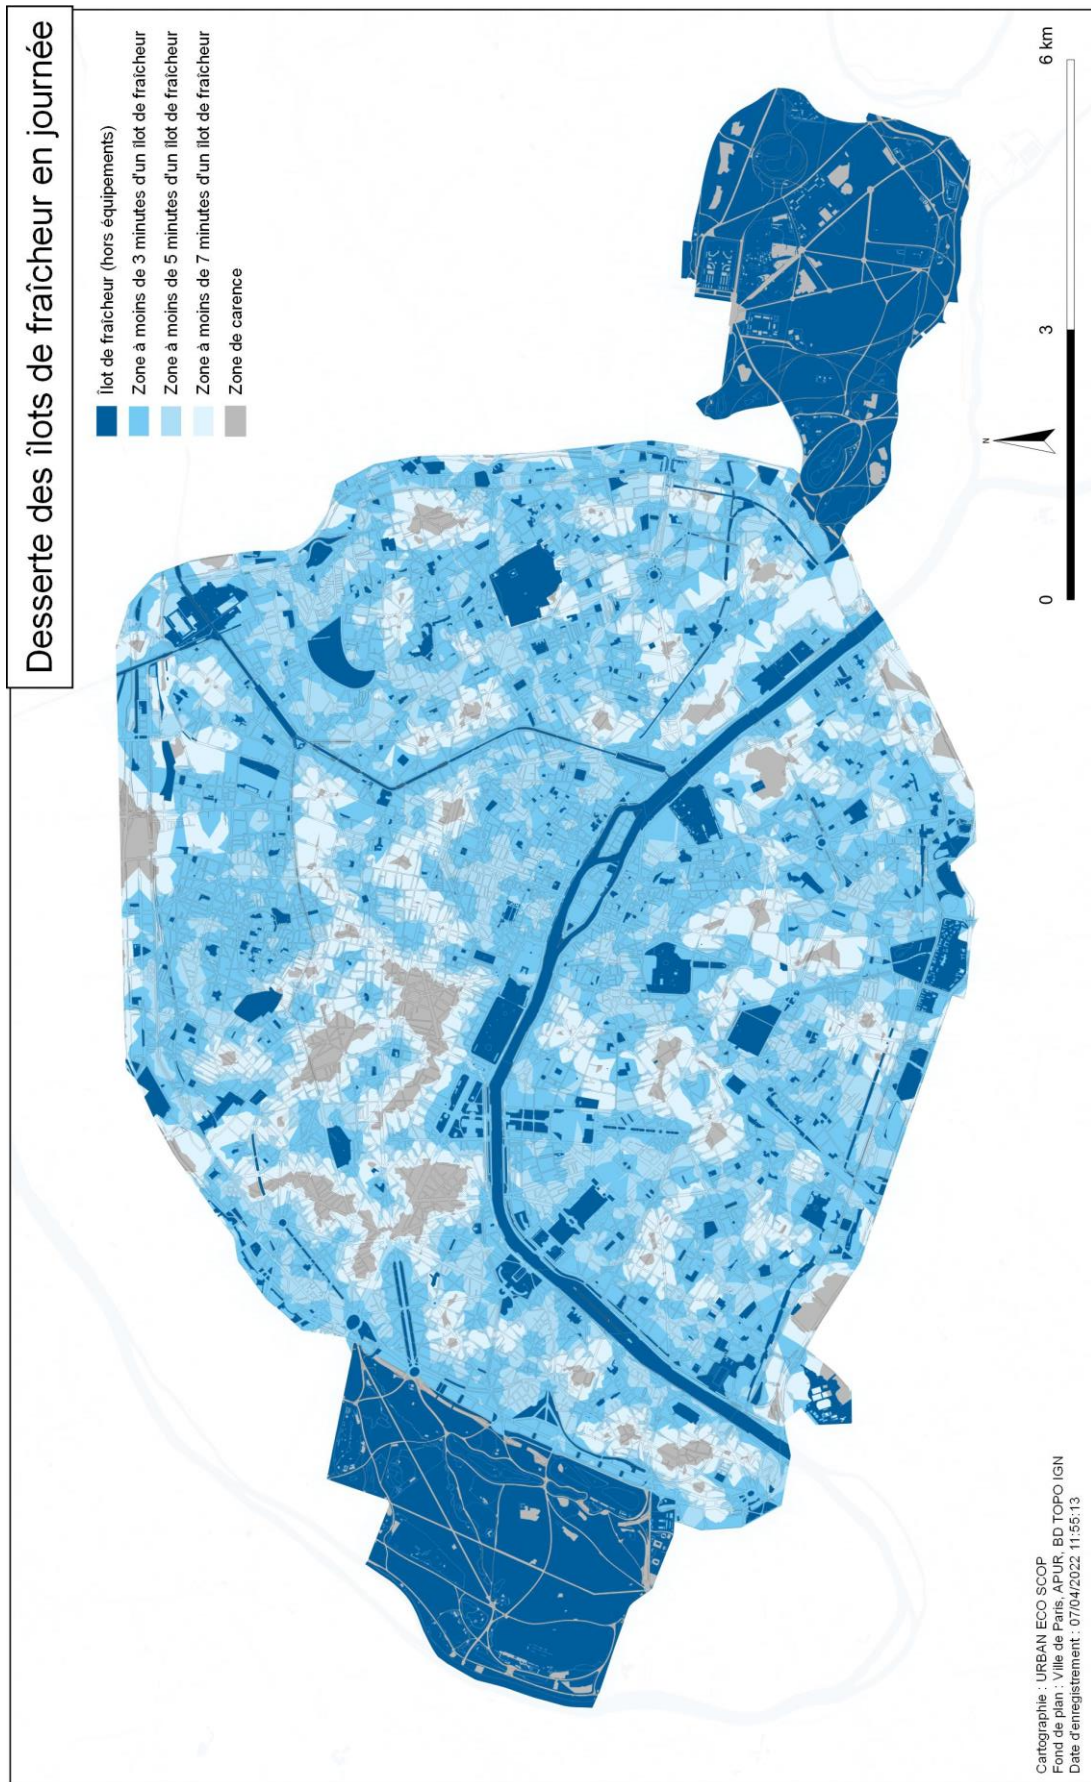 Desserte des îlots de fraîcheur en journée
Îlot de fraîcheur (hors équipements)
Zone à moins de 3 minutes d'un îlot de fraîcheur
Zone à moins de 5 minutes d'un îlot de fraîcheur
Zone à moins de 7 minutes d'un îlot de fraîcheur
Zone de carence
N
0 3 6 km
Cartographie : URBAN ECO SCOP
Fond de plan : Ville de Paris, APUR, BD TOPO IGN
Date d'enregistrement : 07/04/2022 11:55:13